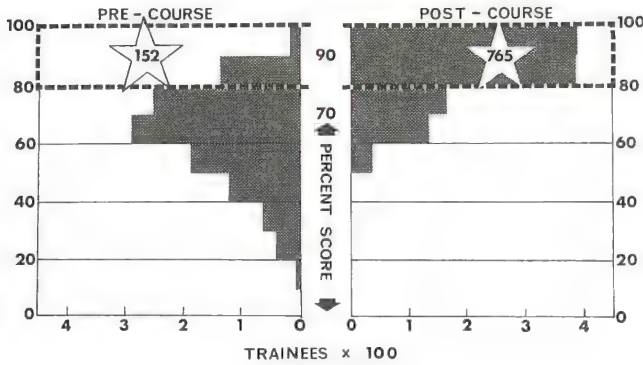 PRE - COURSE
POST - COURSE
100
80
60
40
20
0
152
90
70
PERCENT SCORE
765
100
80
60
40
20
0
4 3 2 1 0
0 1 2 3 4
TRAINEES x 100